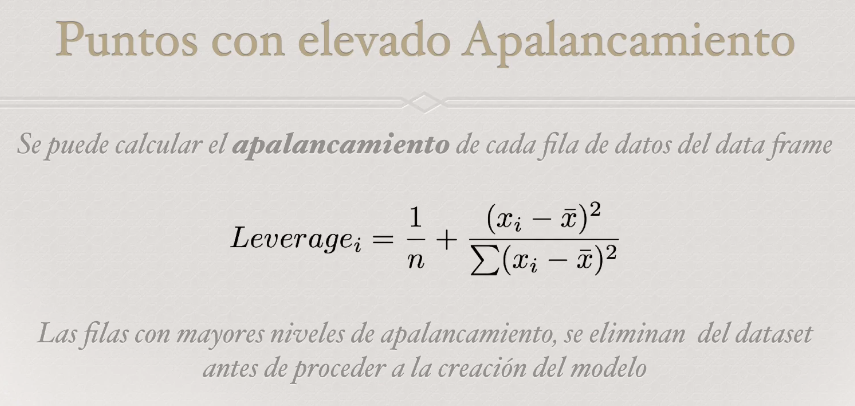 Puntos con elevado Apalancamiento
Se puede calcular el apalancamiento de cada fila de datos del data frame
Leverage_i = \frac{1}{n} + \frac{(x_i - \bar{x})^2}{\sum (x_i - \bar{x})^2}
Las filas con mayores niveles de apalancamiento, se eliminan del dataset
antes de proceder a la creación del modelo